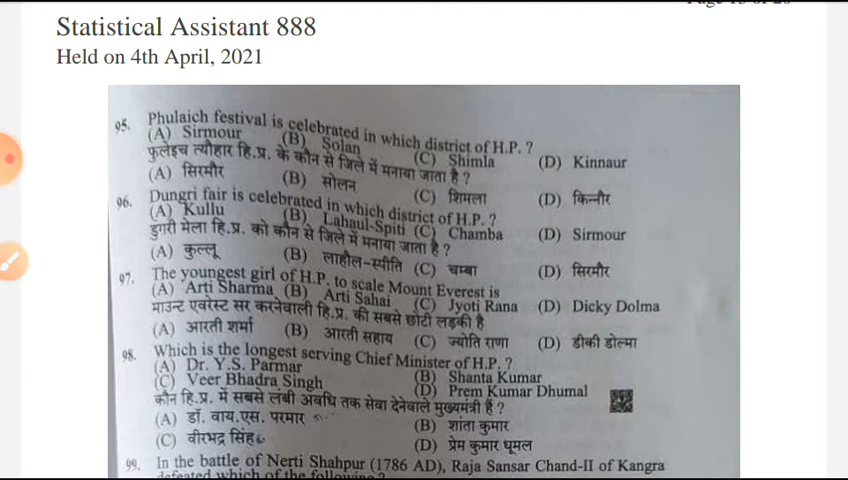 Statistical Assistant 888
Held on 4th April, 2021
95. Phulaich festival is celebrated in which district of H.P. ?
(A) Sirmour (B) Solan (C) Shimla (D) Kinnaur
फुलेइच त्यौहार हि.प्र. के कौन से जिले में मनाया जाता है ?
(A) सिरमौर (B) सोलन (C) शिमला (D) किन्नौर
96. Dungri fair is celebrated in which district of H.P. ?
(A) Kullu (B) Lahaul-Spiti (C) Chamba (D) Sirmour
डुगरी मेला हि.प्र. को कौन से जिले में मनाया जाता है ?
(A) कुल्लू (B) लाहौल-स्पीति (C) चम्बा (D) सिरमौर
97. The youngest girl of H.P. to scale Mount Everest is
(A) Arti Sharma (B) Arti Sahai (C) Jyoti Rana (D) Dicky Dolma
माउन्ट एवरेस्ट सर करनेवाली हि.प्र. की सबसे छोटी लड़की है
(A) आरती शर्मा (B) आरती सहाय (C) ज्योति राणा (D) डीकी डोल्मा
98. Which is the longest serving Chief Minister of H.P. ?
(A) Dr. Y.S. Parmar (B) Shanta Kumar
(C) Veer Bhadra Singh (D) Prem Kumar Dhumal
कौन हि.प्र. में सबसे लंबी अवधि तक सेवा देनेवाले मुख्यमंत्री हैं ?
(A) डॉ. वाय.एस. परमार (B) शांता कुमार
(C) वीरभद्र सिंह (D) प्रेम कुमार धूमल
99. In the battle of Nerti Shahpur (1786 AD), Raja Sansar Chand-II of Kangra
defeated which of the following ?